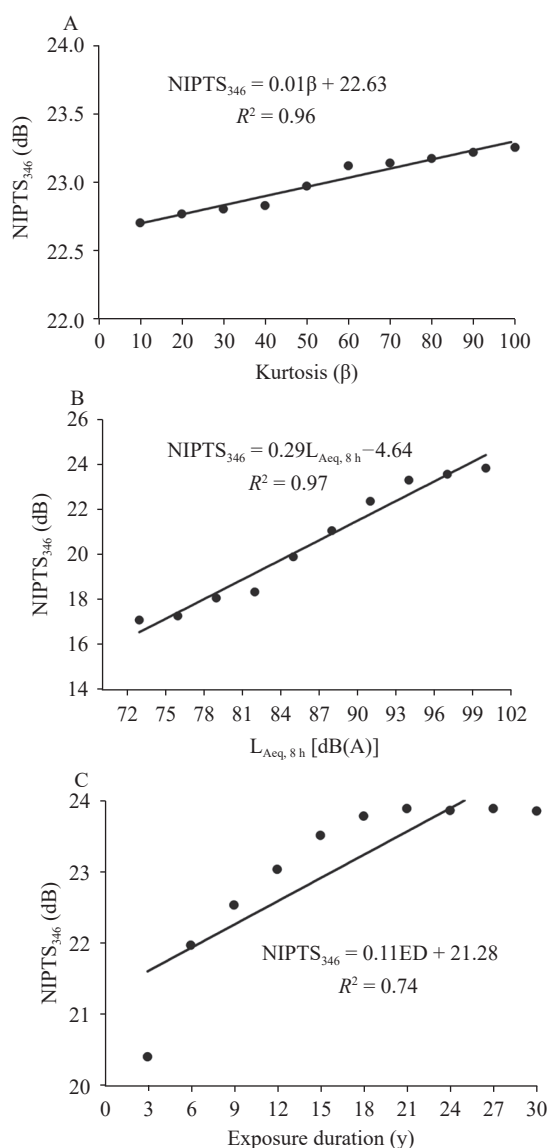 A
24.0
23.5
23.0
22.5
22.0
NIPTS₃₄₆ (dB)
NIPTS₃₄₆ = 0.01β + 22.63
R² = 0.96
0 10 20 30 40 50 60 70 80 90 100
Kurtosis (β)
B
26
24
22
20
18
16
14
NIPTS₃₄₆ (dB)
NIPTS₃₄₆ = 0.29L_Aeq, 8 h−4.64
R² = 0.97
72 75 78 81 84 87 90 93 96 99 102
L_Aeq, 8 h [dB(A)]
C
24
23
22
21
20
NIPTS₃₄₆ (dB)
NIPTS₃₄₆ = 0.11ED + 21.28
R² = 0.74
0 3 6 9 12 15 18 21 24 27 30
Exposure duration (y)